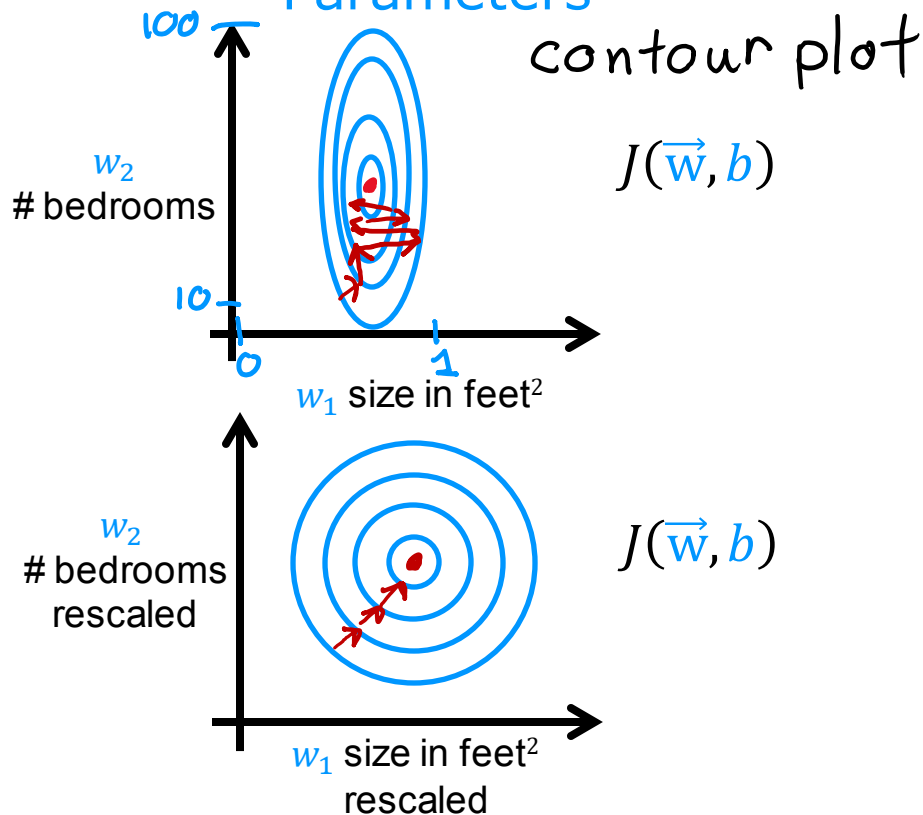 Parameters
contour plot
100
w₂
# bedrooms
J(w⃗, b)
10
0
1
w₁ size in feet²
w₂
# bedrooms
rescaled
J(w⃗, b)
w₁ size in feet²
rescaled